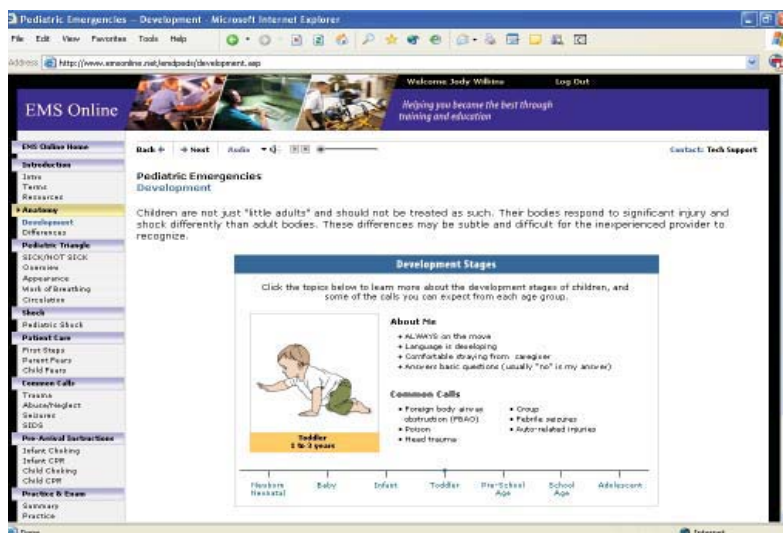 Pediatric Emergencies - Development - Microsoft Internet Explorer
File Edit View Favorites Tools Help
Address http://www.emsonline.net/emdpeds/development.asp
Welcome Jody Wilkins Log Out
EMS Online
Helping you become the best through
training and education
EMS Online Home
Back Next Audio
Contact: Tech Support
Introduction
Intro
Terms
Resources
Anatomy
Development
Differences
Pediatric Triangle
SICK/NOT SICK
Overview
Appearance
Work of Breathing
Circulation
Shock
Pediatric Shock
Patient Care
First Steps
Parent Fears
Child Fears
Common Calls
Trauma
Abuse/Neglect
Seizures
SIDS
Pre-Arrival Instructions
Infant Choking
Infant CPR
Child Choking
Child CPR
Practice & Exam
Summary
Practice
Pediatric Emergencies
Development
Children are not just "little adults" and should not be treated as such. Their bodies respond to significant injury and
shock differently than adult bodies. These differences may be subtle and difficult for the inexperienced provider to
recognize.
Development Stages
Click the topics below to learn more about the development stages of children, and
some of the calls you can expect from each age group.
About Me
ALWAYS on the move
Language is developing
Comfortable straying from caregiver
Answers basic questions (usually "no" is my answer)
Common Calls
Foreign body airway
obstruction (FBAO)
Poison
Head trauma
Croup
Febrile seizures
Auto-related injuries
Toddler
1 to 3 years
Newborn
Neonatal
Baby
Infant
Toddler
Pre-School
Age
School
Age
Adolescent
Done
Internet